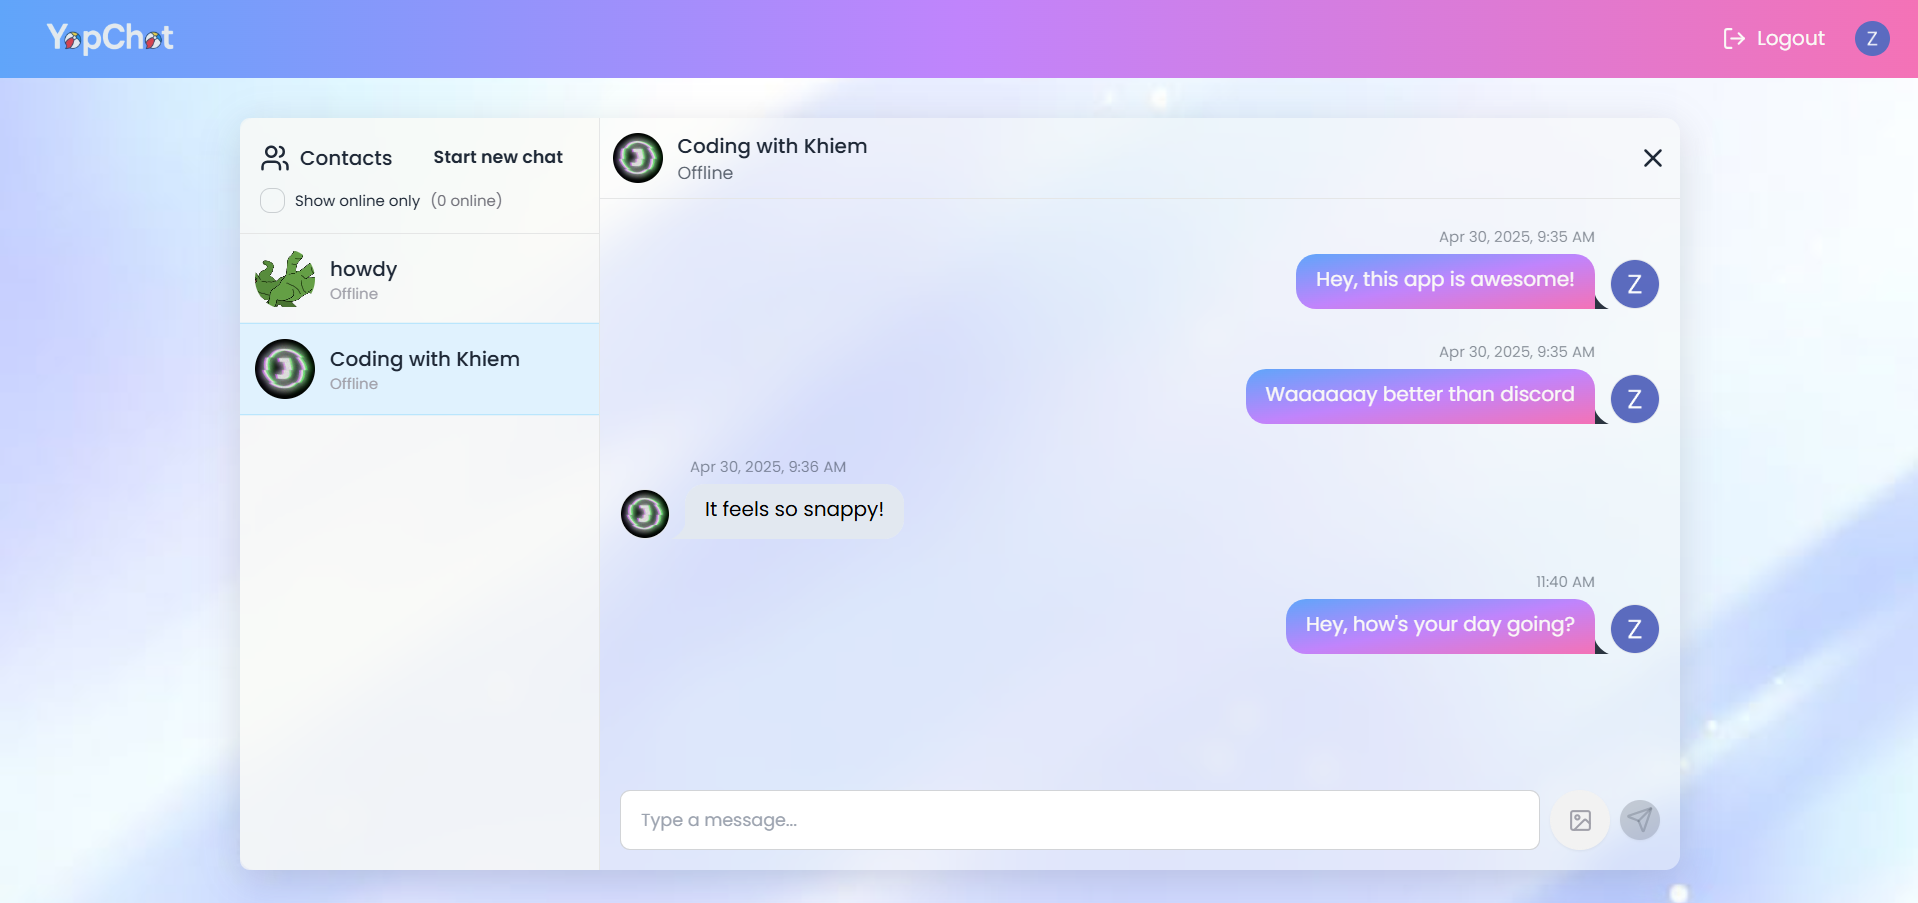 YapChat
Logout
Z
Contacts
Start new chat
Show online only (0 online)
howdy
Offline
Coding with Khiem
Offline
Coding with Khiem
Offline
Apr 30, 2025, 9:35 AM
Hey, this app is awesome!
Z
Apr 30, 2025, 9:35 AM
Waaaaaay better than discord
Z
Apr 30, 2025, 9:36 AM
It feels so snappy!
11:40 AM
Hey, how's your day going?
Z
Type a message...